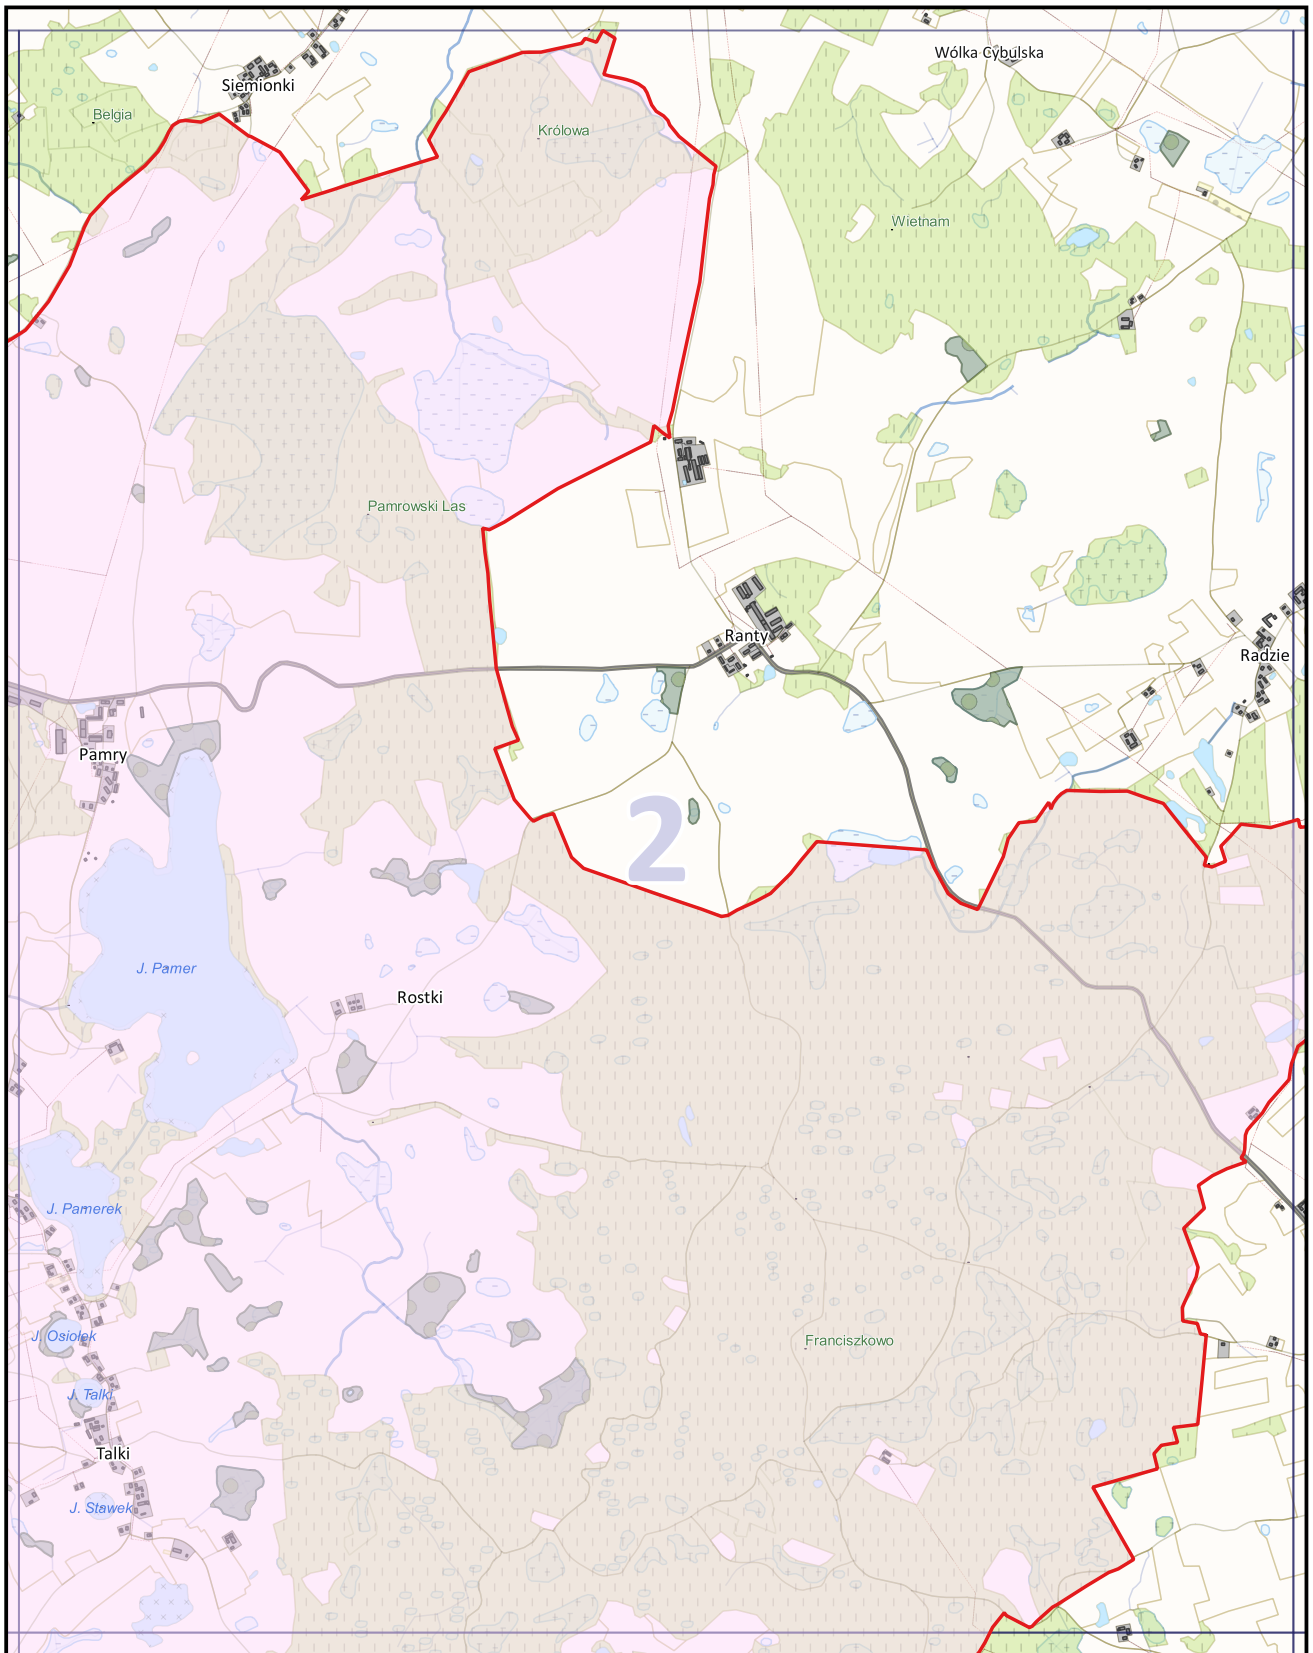 Wólka Cybulska
Siemionki
Belgia
Królowa
Wietnam
Pamrowski Las
Ranty
Radzie
Pamry
2
J. Pamer
Rostki
J. Pamerek
J. Osiołek
Franciszkowo
J. Talki
Talki
J. Stawek